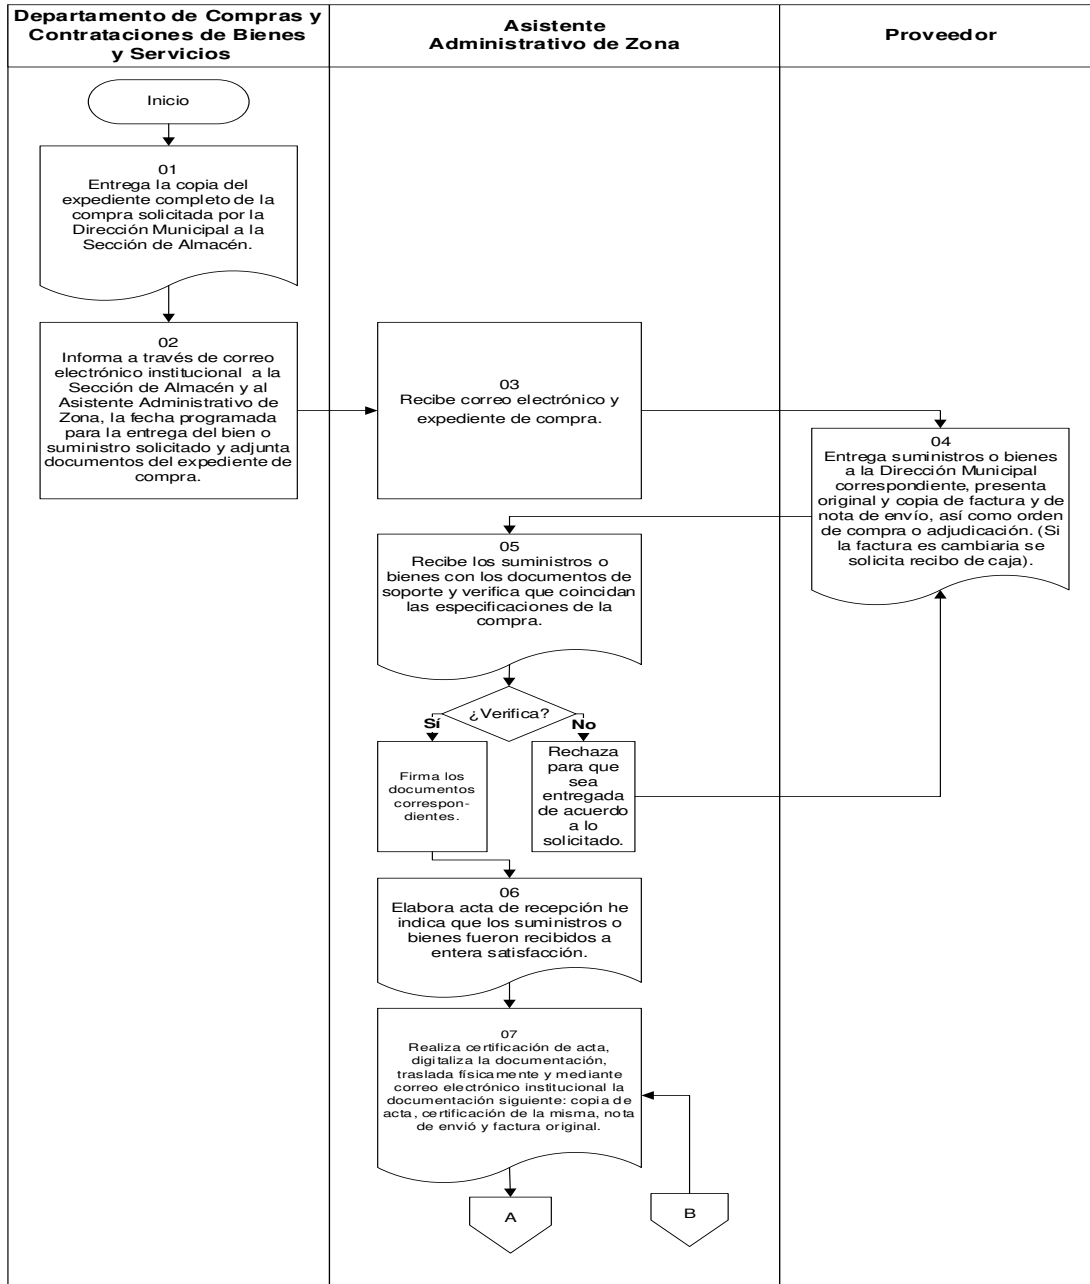 Departamento de Compras y
Contrataciones de Bienes
y Servicios
Asistente
Administrativo de Zona
Proveedor
Inicio
01
Entrega la copia del
expediente completo de la
compra solicitada por la
Dirección Municipal a la
Sección de Almacén.
02
Informa a través de correo
electrónico institucional a la
Sección de Almacén y al
Asistente Administrativo de
Zona, la fecha programada
para la entrega del bien o
suministro solicitado y adjunta
documentos del expediente de
compra.
03
Recibe correo electrónico y
expediente de compra.
04
Entrega suministros o bienes
a la Dirección Municipal
correspondiente, presenta
original y copia de factura y de
nota de envío, así como orden
de compra o adjudicación. (Si
la factura es cambiaria se
solicita recibo de caja).
05
Recibe los suministros o
bienes con los documentos de
soporte y verifica que coincidan
las especificaciones de la
compra.
¿Verifica?
Sí
No
Firma los
documentos
correspon-
dientes.
Rechaza
para que
sea
entregada
de acuerdo
a lo
solicitado.
06
Elabora acta de recepción he
indica que los suministros o
bienes fueron recibidos a
entera satisfacción.
07
Realiza certificación de acta,
digitaliza la documentación,
traslada físicamente y mediante
correo electrónico institucional la
documentación siguiente: copia de
acta, certificación de la misma, nota
de envió y factura original.
A
B